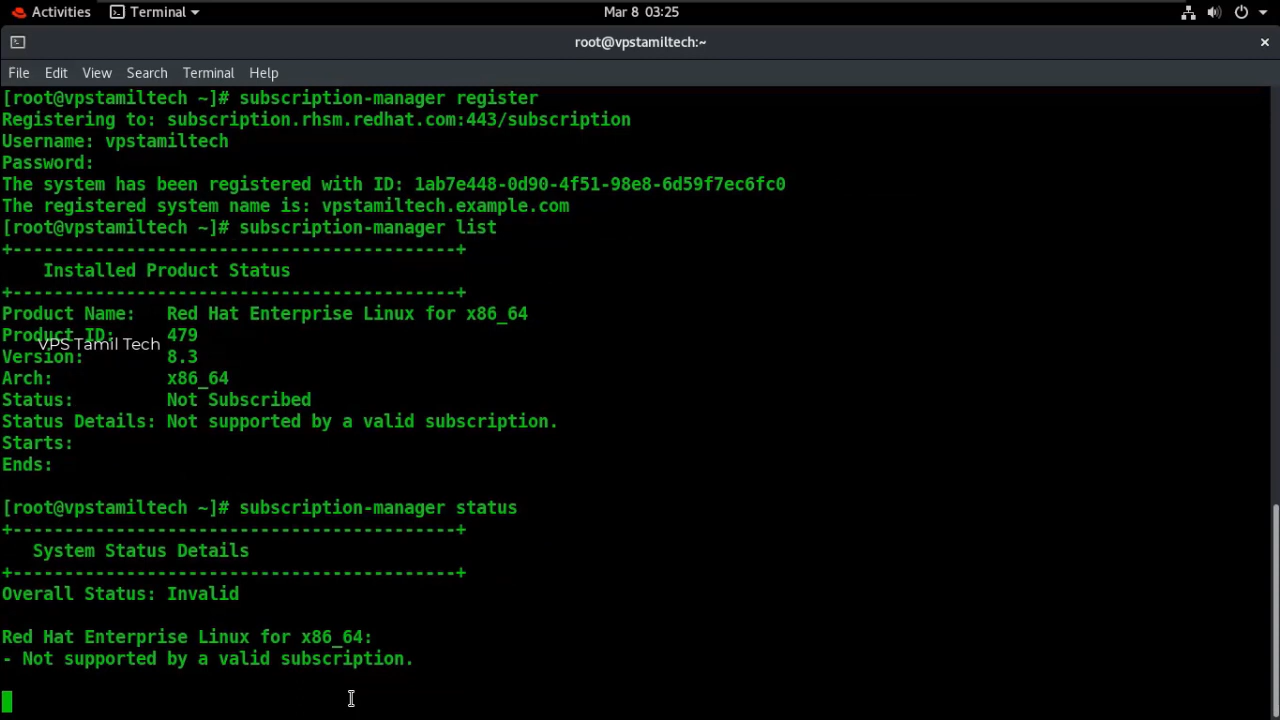 Activities Terminal Mar 8 03:25
root@vpstamiltech:~
File Edit View Search Terminal Help
[root@vpstamiltech ~]# subscription-manager register
Registering to: subscription.rhsm.redhat.com:443/subscription
Username: vpstamiltech
Password:
The system has been registered with ID: 1ab7e448-0d90-4f51-98e8-6d59f7ec6fc0
The registered system name is: vpstamiltech.example.com
[root@vpstamiltech ~]# subscription-manager list
+-------------------------------------------+
    Installed Product Status
+-------------------------------------------+
Product Name:   Red Hat Enterprise Linux for x86_64
Product ID:     479
VPS Tamil Tech
Version:        8.3
Arch:           x86_64
Status:         Not Subscribed
Status Details: Not supported by a valid subscription.
Starts:
Ends:
[root@vpstamiltech ~]# subscription-manager status
+-------------------------------------------+
   System Status Details
+-------------------------------------------+
Overall Status: Invalid
Red Hat Enterprise Linux for x86_64:
- Not supported by a valid subscription.